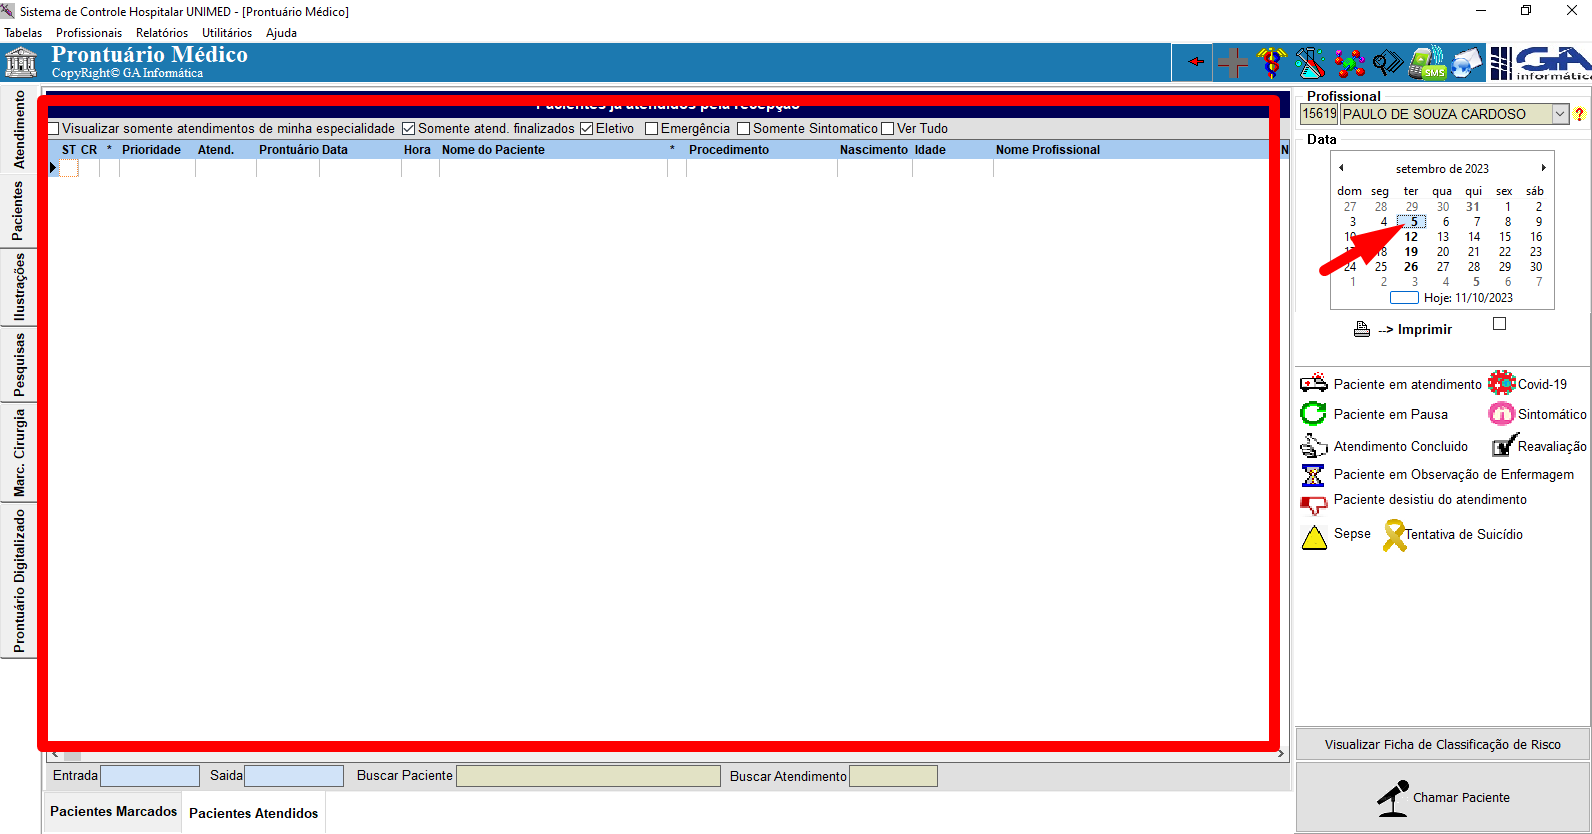 Sistema de Controle Hospitalar UNIMED - [Prontuário Médico]
Tabelas Profissionais Relatórios Utilitários Ajuda
Prontuário Médico
CopyRight© GA Informática
SMS
GA
informática
Atendimento
Pacientes
Ilustrações
Pesquisas
Marc. Cirurgia
Prontuário Digitalizado
Pacientes já atendidos pela recepção
Visualizar somente atendimentos de minha especialidade Somente atend. finalizados Eletivo Emergência Somente Sintomatico Ver Tudo
ST CR * Prioridade Atend. Prontuário Data Hora Nome do Paciente * Procedimento Nascimento Idade Nome Profissional N
Entrada Saida Buscar Paciente Buscar Atendimento
Pacientes Marcados Pacientes Atendidos
Profissional
15619 PAULO DE SOUZA CARDOSO ?
Data
setembro de 2023
dom seg ter qua qui sex sáb
27 28 29 30 31 1 2
3 4 5 6 7 8 9
10 12 13 14 15 16
18 19 20 21 22 23
24 25 26 27 28 29 30
1 2 3 4 5 6 7
Hoje: 11/10/2023
--> Imprimir
Paciente em atendimento Covid-19
Paciente em Pausa Sintomático
Atendimento Concluido Reavaliação
Paciente em Observação de Enfermagem
Paciente desistiu do atendimento
Sepse Tentativa de Suicídio
Visualizar Ficha de Classificação de Risco
Chamar Paciente